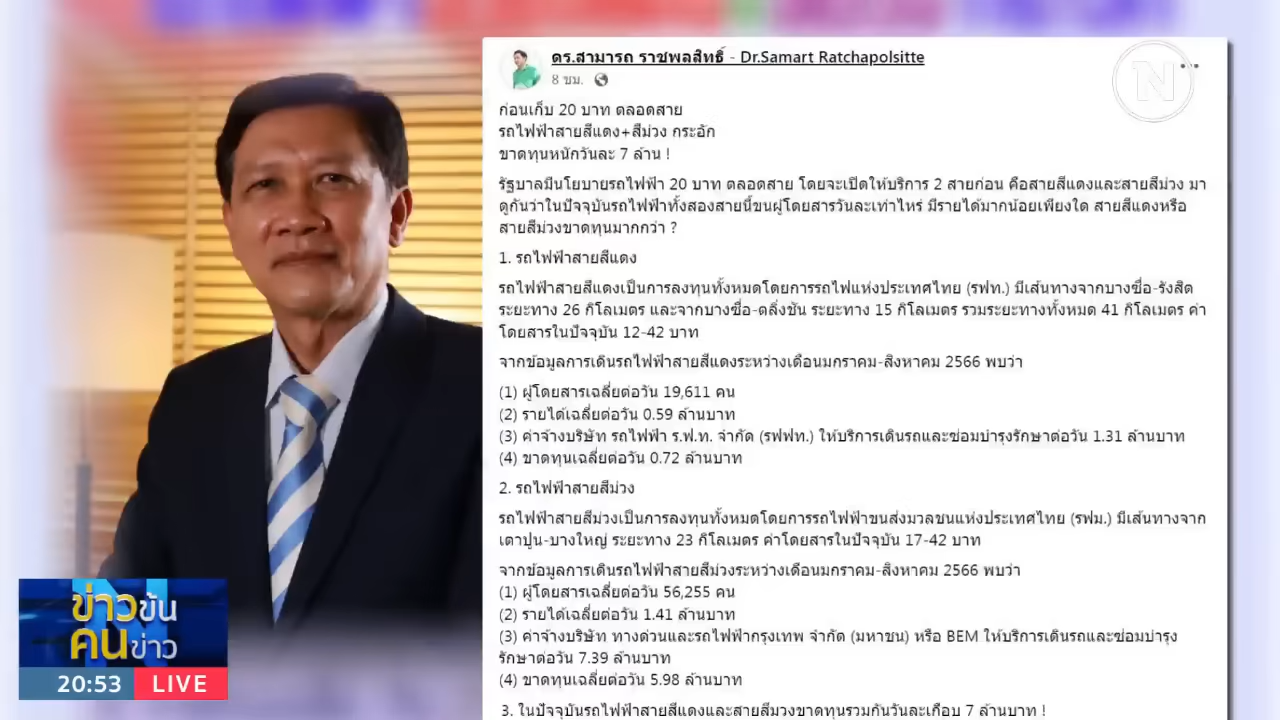 ดร.สามารถ ราชพลสิทธิ์ - Dr.Samart Ratchapolsitte
8 ชม.
N
ก่อนเก็บ 20 บาท ตลอดสาย
รถไฟฟ้าสายสีแดง+สีม่วง กระอัก
ขาดทุนหนักวันละ 7 ล้าน !
รัฐบาลมีนโยบายรถไฟฟ้า 20 บาท ตลอดสาย โดยจะเปิดให้บริการ 2 สายก่อน คือสายสีแดงและสายสีม่วง มา
ดูกันว่าในปัจจุบันรถไฟฟ้าทั้งสองสายนี้ขนผู้โดยสารวันละเท่าไหร่ มีรายได้มากน้อยเพียงใด สายสีแดงหรือ
สายสีม่วงขาดทุนมากกว่า ?
1. รถไฟฟ้าสายสีแดง
รถไฟฟ้าสายสีแดงเป็นการลงทุนทั้งหมดโดยการรถไฟแห่งประเทศไทย (รฟท.) มีเส้นทางจากบางซื่อ-รังสิต
ระยะทาง 26 กิโลเมตร และจากบางซื่อ-ตลิ่งชัน ระยะทาง 15 กิโลเมตร รวมระยะทางทั้งหมด 41 กิโลเมตร ค่า
โดยสารในปัจจุบัน 12-42 บาท
จากข้อมูลการเดินรถไฟฟ้าสายสีแดงระหว่างเดือนมกราคม-สิงหาคม 2566 พบว่า
(1) ผู้โดยสารเฉลี่ยต่อวัน 19,611 คน
(2) รายได้เฉลี่ยต่อวัน 0.59 ล้านบาท
(3) ค่าจ้างบริษัท รถไฟฟ้า ร.ฟ.ท. จำกัด (รฟฟท.) ให้บริการเดินรถและซ่อมบำรุงรักษาต่อวัน 1.31 ล้านบาท
(4) ขาดทุนเฉลี่ยต่อวัน 0.72 ล้านบาท
2. รถไฟฟ้าสายสีม่วง
รถไฟฟ้าสายสีม่วงเป็นการลงทุนทั้งหมดโดยการรถไฟฟ้าขนส่งมวลชนแห่งประเทศไทย (รฟม.) มีเส้นทางจาก
เตาปูน-บางใหญ่ ระยะทาง 23 กิโลเมตร ค่าโดยสารในปัจจุบัน 17-42 บาท
จากข้อมูลการเดินรถไฟฟ้าสายสีม่วงระหว่างเดือนมกราคม-สิงหาคม 2566 พบว่า
(1) ผู้โดยสารเฉลี่ยต่อวัน 56,255 คน
(2) รายได้เฉลี่ยต่อวัน 1.41 ล้านบาท
(3) ค่าจ้างบริษัท ทางด่วนและรถไฟฟ้ากรุงเทพ จำกัด (มหาชน) หรือ BEM ให้บริการเดินรถและซ่อมบำรุง
รักษาต่อวัน 7.39 ล้านบาท
(4) ขาดทุนเฉลี่ยต่อวัน 5.98 ล้านบาท
3. ในปัจจุบันรถไฟฟ้าสายสีแดงและสายสีม่วงขาดทุนรวมกันวันละเกือบ 7 ล้านบาท !
ข่าวข้น
คนข่าว
20:53 LIVE